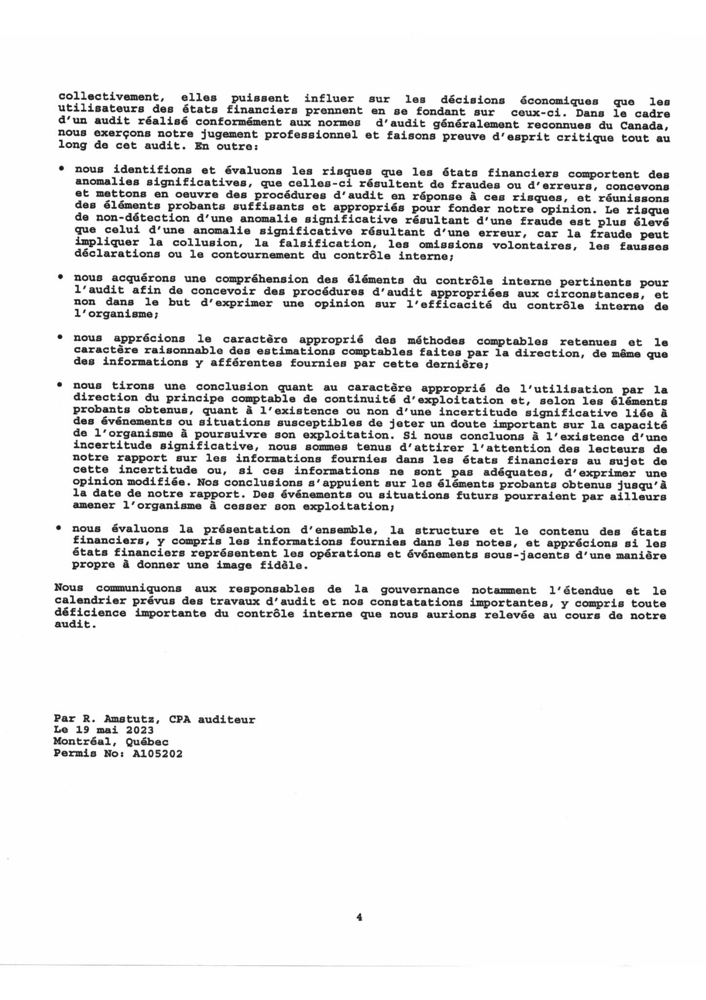 collectivement, elles puissent influer sur les décisions économiques que les
utilisateurs des états financiers prennent en se fondant sur ceux-ci. Dans le cadre
d'un audit réalisé conformément aux normes d'audit généralement reconnues du Canada,
nous exerçons notre jugement professionnel et faisons preuve d'esprit critique tout au
long de cet audit. En outre:
• nous identifions et évaluons les risques que les états financiers comportent des
anomalies significatives, que celles-ci résultent de fraudes ou d'erreurs, concevons
et mettons en oeuvre des procédures d'audit en réponse à ces risques, et réunissons
des éléments probants suffisants et appropriés pour fonder notre opinion. Le risque
de non-détection d'une anomalie significative résultant d'une fraude est plus élevé
que celui d'une anomalie significative résultant d'une erreur, car la fraude peut
impliquer la collusion, la falsification, les omissions volontaires, les fausses
déclarations ou le contournement du contrôle interne;
• nous acquérons une compréhension des éléments du contrôle interne pertinents pour
l'audit afin de concevoir des procédures d'audit appropriées aux circonstances, et
non dans le but d'exprimer une opinion sur l'efficacité du contrôle interne de
l'organisme;
• nous apprécions le caractère approprié des méthodes comptables retenues et le
caractère raisonnable des estimations comptables faites par la direction, de même que
des informations y afférentes fournies par cette dernière;
• nous tirons une conclusion quant au caractère approprié de l'utilisation par la
direction du principe comptable de continuité d'exploitation et, selon les éléments
probants obtenus, quant à l'existence ou non d'une incertitude significative liée à
des événements ou situations susceptibles de jeter un doute important sur la capacité
de l'organisme à poursuivre son exploitation. Si nous concluons à l'existence d'une
incertitude significative, nous sommes tenus d'attirer l'attention des lecteurs de
notre rapport sur les informations fournies dans les états financiers au sujet de
cette incertitude ou, si ces informations ne sont pas adéquates, d'exprimer une
opinion modifiée. Nos conclusions s'appuient sur les éléments probants obtenus jusqu'à
la date de notre rapport. Des événements ou situations futurs pourraient par ailleurs
amener l'organisme à cesser son exploitation;
• nous évaluons la présentation d'ensemble, la structure et le contenu des états
financiers, y compris les informations fournies dans les notes, et apprécions si les
états financiers représentent les opérations et événements sous-jacents d'une manière
propre à donner une image fidèle.
Nous communiquons aux responsables de la gouvernance notamment l'étendue et le
calendrier prévus des travaux d'audit et nos constatations importantes, y compris toute
déficience importante du contrôle interne que nous aurions relevée au cours de notre
audit.
Par R. Amstutz, CPA auditeur
Le 19 mai 2023
Montréal, Québec
Permis No: A105202
4